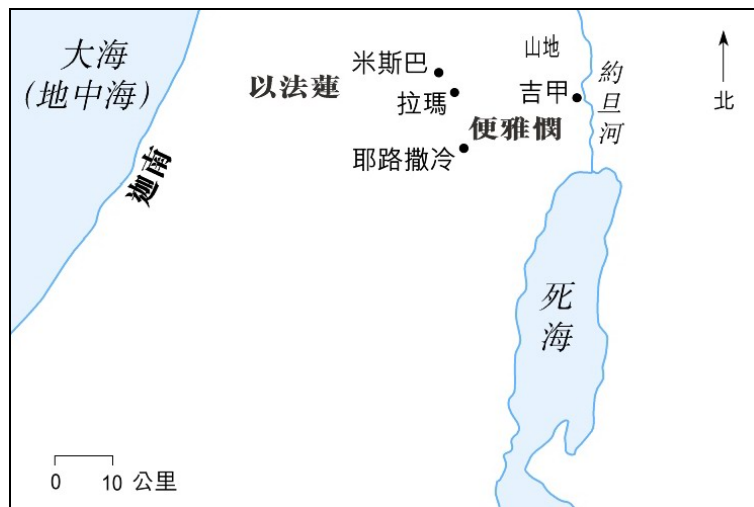 大海
(地中海)
米斯巴
山地
以法蓮
拉瑪
吉甲
約旦河
北
便雅憫
耶路撒冷
迦南
死海
0 10 公里